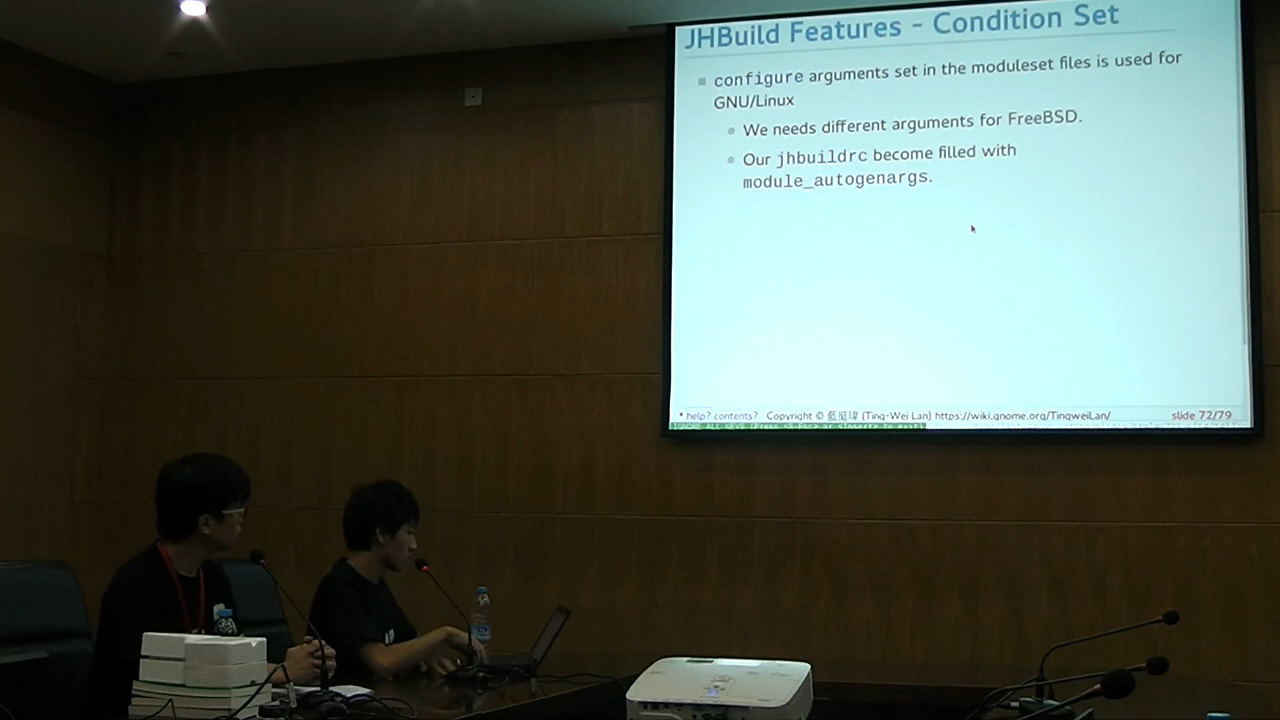 JHBuild Features - Condition Set
configure arguments set in the moduleset files is used for
GNU/Linux
We needs different arguments for FreeBSD.
Our jhbuildrc become filled with
module_autogenargs.
* help? contents? Copyright © 藍挺瑋 (Ting-Wei Lan) https://wiki.gnome.org/TingweiLan/ slide 72/79